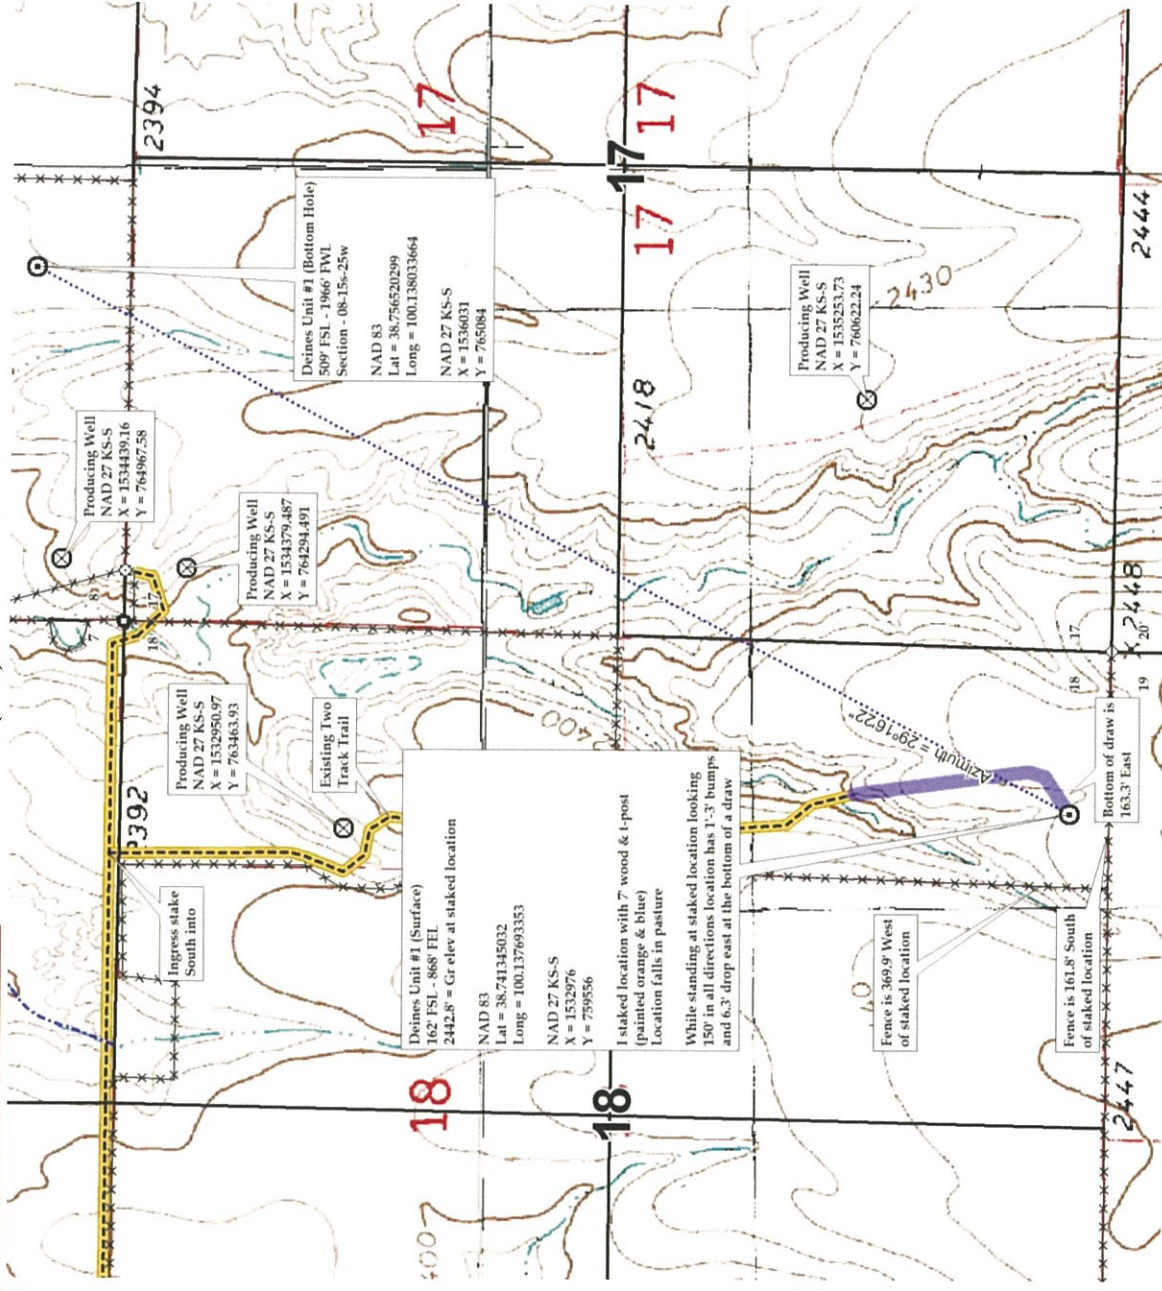 2394
17
17
17
17
Deines Unit #1 (Bottom Hole)
509' FSL - 1966' FWL
Section - 08-15s-25w
NAD 83
Lat = 38.756520299
Long = 100.138033664
NAD 27 KS-S
X = 1536031
Y = 765084
2444
Producing Well
NAD 27 KS-S
X = 1535253.73
Y = 760622.24
2430
2418
Producing Well
NAD 27 KS-S
X = 1534439.16
Y = 764967.58
Producing Well
NAD 27 KS-S
X = 1534379.487
Y = 764294.491
8
7
17
18
0
2448
17
20
18
19
Azimuth = 29°16'22"
Producing Well
NAD 27 KS-S
X = 1532950.97
Y = 763463.93
Existing Two
Track Trail
400
2392
Bottom of draw is
163.3' East
Ingress stake
South into
Deines Unit #1 (Surface)
162' FSL - 868' FEL
2442.8' = Gr elev at staked location
NAD 83
Lat = 38.741345032
Long = 100.137693353
NAD 27 KS-S
X = 1532976
Y = 759556
I staked location with 7' wood & t-post
(painted orange & blue)
Location falls in pasture
While standing at staked location looking
150' in all directions location has 1'-3' bumps
and 6.3' drop east at the bottom of a draw
Fence is 369.9' West
of staked location
40
Fence is 161.8' South
of staked location
18
18
2447
400